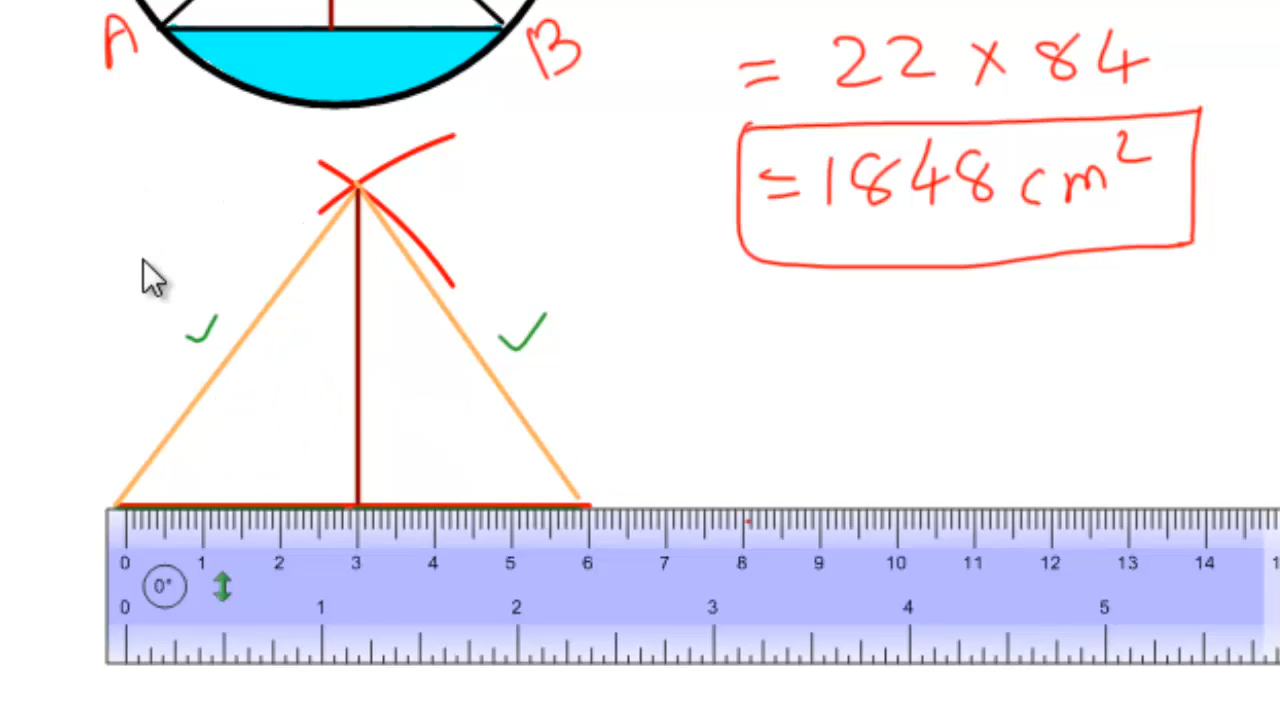 A
B
= 22 × 84
= 1848 cm²
0 1 2 3 4 5 6 7 8 9 10 11 12 13 14 1
0°
0 1 2 3 4 5